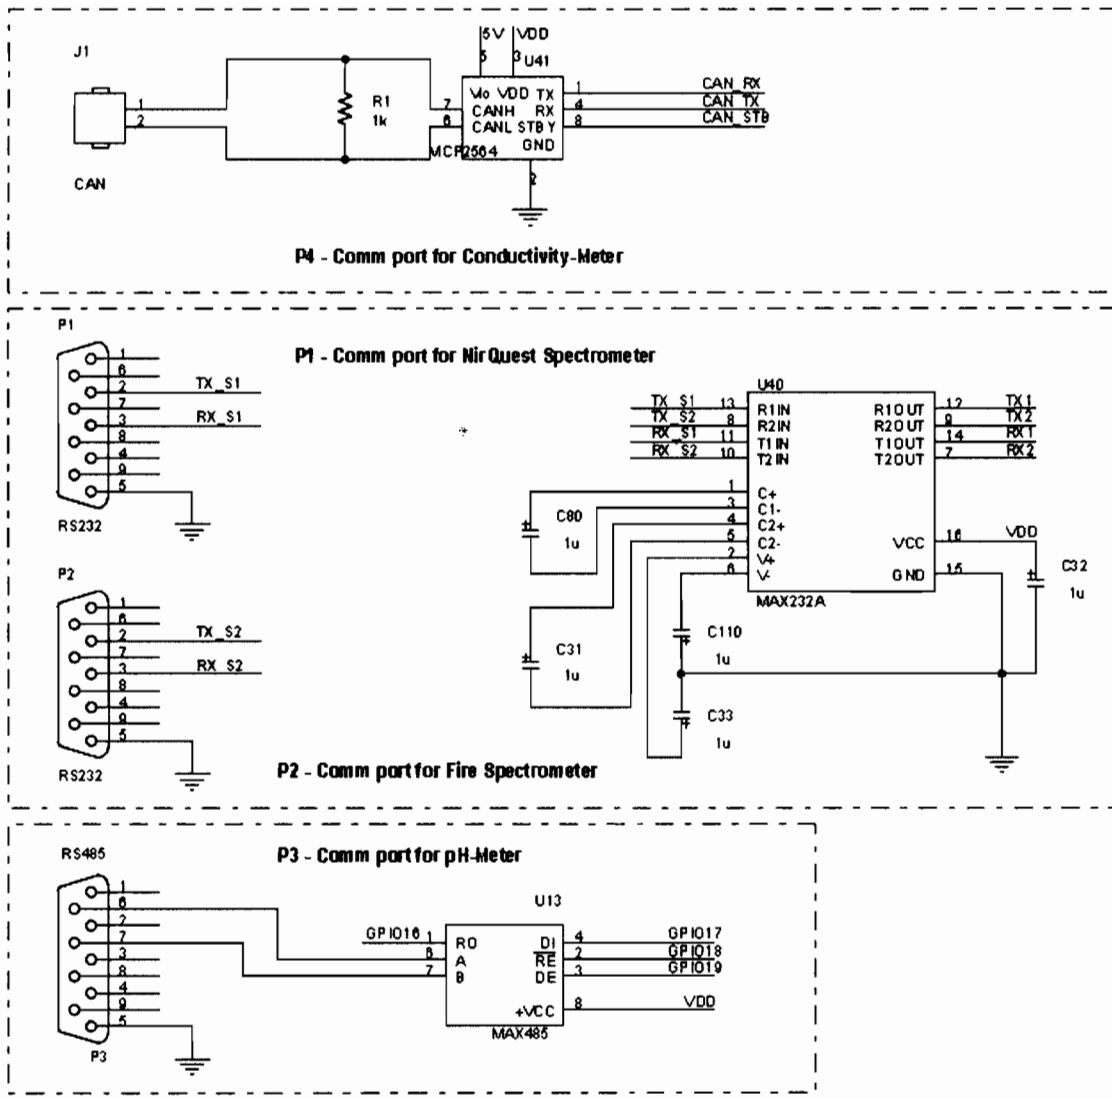 J1
1
2
CAN
R1
1k
5V VDD
5 3 U41
Vio VDD TX 1 CAN_RX
7 CANH RX 4 CAN_TX
6 CANL STBY 8 CAN_STB
GND
MCP2564
2
P4 - Comm port for Conductivity-Meter
P1
P1 - Comm port for NirQuest Spectrometer
1
6
2 TX_S1
7
3 RX_S1
8
4
9
5
RS232
U40
TX_S1 13 R1IN R1OUT 12 TX1
TX_S2 8 R2IN R2OUT 9 TX2
RX_S1 11 T1IN T1OUT 14 RX1
RX_S2 10 T2IN T2OUT 7 RX2
1 C+
3 C1-
4 C2+
5 C2-
2 V+
6 V-
VCC 16 VDD
GND 15
MAX232A
C80
1u
C31
1u
C110
1u
C33
1u
C32
1u
P2
1
6
2 TX_S2
7
3 RX_S2
8
4
9
5
RS232
P2 - Comm port for Fire Spectrometer
RS485
P3 - Comm port for pH-Meter
1
6
2
7
3
8
4
9
5
P3
U13
GPIO16 1 RO DI 4 GPIO17
6 A RE 2 GPIO18
7 B DE 3 GPIO19
+VCC 8 VDD
MAX485